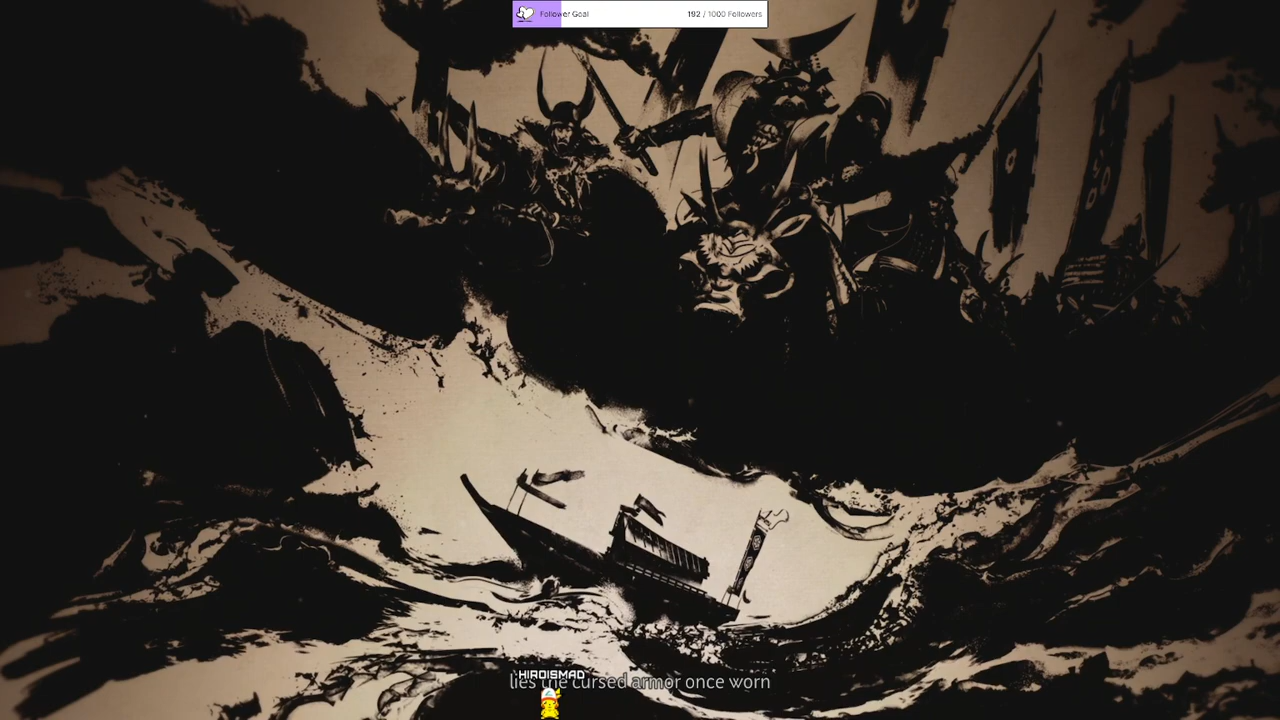 Follower Goal 192 / 1000 Followers
HIROISMAD
lies the cursed armor once worn